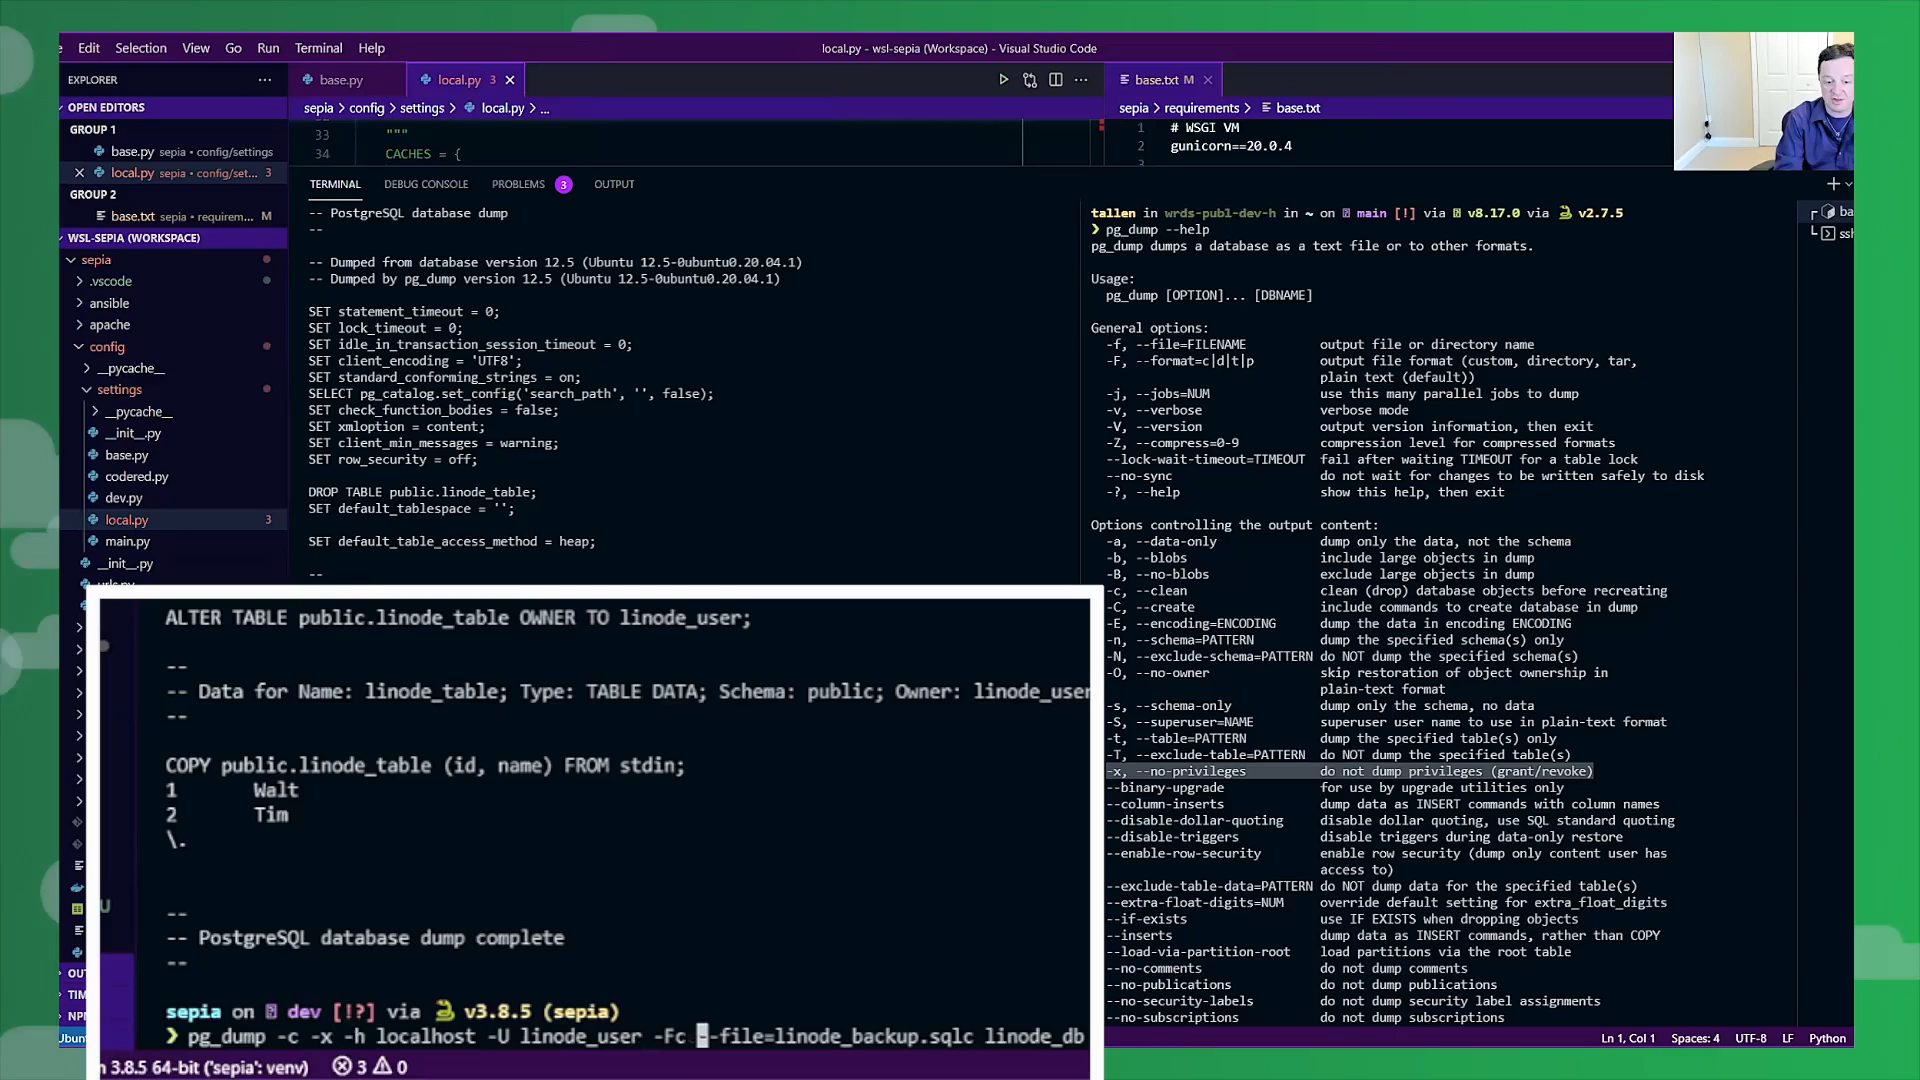 Edit Selection View Go Run Terminal Help
local.py - wsl-sepia (Workspace) - Visual Studio Code
EXPLORER
OPEN EDITORS
GROUP 1
base.py sepia • config/settings
local.py sepia • config/set... 3
GROUP 2
base.txt sepia • requirem... M
WSL-SEPIA (WORKSPACE)
sepia
.vscode
ansible
apache
config
__pycache__
settings
__pycache__
__init__.py
base.py
codered.py
dev.py
local.py 3
main.py
__init__.py
urls.py
base.py
local.py 3
sepia > config > settings > local.py > ...
33 """
34 CACHES = {
base.txt M
sepia > requirements > base.txt
1 # WSGI VM
2 gunicorn==20.0.4
TERMINAL DEBUG CONSOLE PROBLEMS 3 OUTPUT
-- PostgreSQL database dump
--
-- Dumped from database version 12.5 (Ubuntu 12.5-0ubuntu0.20.04.1)
-- Dumped by pg_dump version 12.5 (Ubuntu 12.5-0ubuntu0.20.04.1)
SET statement_timeout = 0;
SET lock_timeout = 0;
SET idle_in_transaction_session_timeout = 0;
SET client_encoding = 'UTF8';
SET standard_conforming_strings = on;
SELECT pg_catalog.set_config('search_path', '', false);
SET check_function_bodies = false;
SET xmloption = content;
SET client_min_messages = warning;
SET row_security = off;
DROP TABLE public.linode_table;
SET default_tablespace = '';
SET default_table_access_method = heap;
--
ALTER TABLE public.linode_table OWNER TO linode_user;
--
-- Data for Name: linode_table; Type: TABLE DATA; Schema: public; Owner: linode_user
--
COPY public.linode_table (id, name) FROM stdin;
1 Walt
2 Tim
\.
--
-- PostgreSQL database dump complete
--
sepia on dev [!?] via v3.8.5 (sepia)
❯ pg_dump -c -x -h localhost -U linode_user -Fc --file=linode_backup.sqlc linode_db
3.8.5 64-bit ('sepia': venv) 3 0
tallen in wrds-pub1-dev-h in ~ on main [!] via v8.17.0 via v2.7.5
❯ pg_dump --help
pg_dump dumps a database as a text file or to other formats.
Usage:
pg_dump [OPTION]... [DBNAME]
General options:
-f, --file=FILENAME output file or directory name
-F, --format=c|d|t|p output file format (custom, directory, tar,
plain text (default))
-j, --jobs=NUM use this many parallel jobs to dump
-v, --verbose verbose mode
-V, --version output version information, then exit
-Z, --compress=0-9 compression level for compressed formats
--lock-wait-timeout=TIMEOUT fail after waiting TIMEOUT for a table lock
--no-sync do not wait for changes to be written safely to disk
-?, --help show this help, then exit
Options controlling the output content:
-a, --data-only dump only the data, not the schema
-b, --blobs include large objects in dump
-B, --no-blobs exclude large objects in dump
-c, --clean clean (drop) database objects before recreating
-C, --create include commands to create database in dump
-E, --encoding=ENCODING dump the data in encoding ENCODING
-n, --schema=PATTERN dump the specified schema(s) only
-N, --exclude-schema=PATTERN do NOT dump the specified schema(s)
-O, --no-owner skip restoration of object ownership in
plain-text format
-s, --schema-only dump only the schema, no data
-S, --superuser=NAME superuser user name to use in plain-text format
-t, --table=PATTERN dump the specified table(s) only
-T, --exclude-table=PATTERN do NOT dump the specified table(s)
-x, --no-privileges do not dump privileges (grant/revoke)
--binary-upgrade for use by upgrade utilities only
--column-inserts dump data as INSERT commands with column names
--disable-dollar-quoting disable dollar quoting, use SQL standard quoting
--disable-triggers disable triggers during data-only restore
--enable-row-security enable row security (dump only content user has
access to)
--exclude-table-data=PATTERN do NOT dump data for the specified table(s)
--extra-float-digits=NUM override default setting for extra_float_digits
--if-exists use IF EXISTS when dropping objects
--inserts dump data as INSERT commands, rather than COPY
--load-via-partition-root load partitions via the root table
--no-comments do not dump comments
--no-publications do not dump publications
--no-security-labels do not dump security label assignments
--no-subscriptions do not dump subscriptions
Ln 1, Col 1 Spaces: 4 UTF-8 LF Python